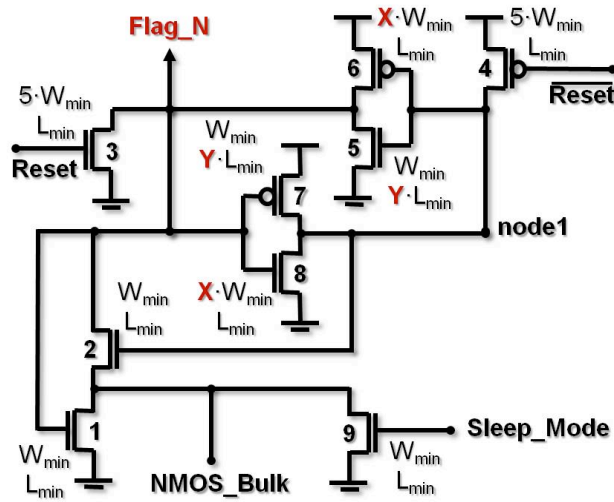 Flag_N
X·Wmin
Lmin
5·Wmin
Lmin
6
4
Reset
5·Wmin
Lmin
3
Reset
Wmin
Y·Lmin
5
Wmin
Y·Lmin
7
node1
8
X·Wmin
Lmin
Wmin
Lmin
2
1
Wmin
Lmin
NMOS_Bulk
9
Wmin
Lmin
Sleep_Mode